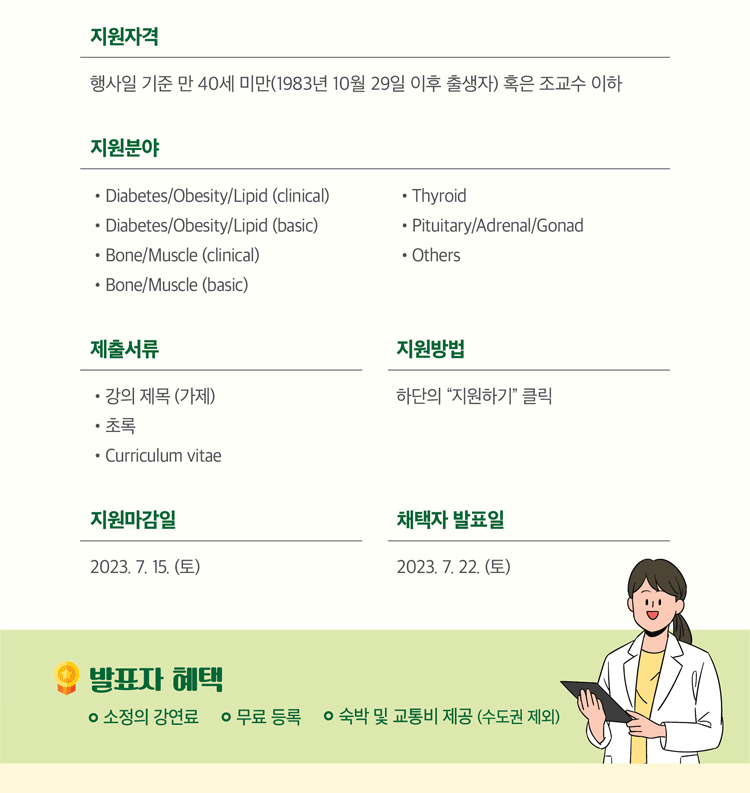 지원자격
행사일 기준 만 40세 미만(1983년 10월 29일 이후 출생자) 혹은 조교수 이하
지원분야
• Diabetes/Obesity/Lipid (clinical)
• Diabetes/Obesity/Lipid (basic)
• Bone/Muscle (clinical)
• Bone/Muscle (basic)
• Thyroid
• Pituitary/Adrenal/Gonad
• Others
제출서류
• 강의 제목 (가제)
• 초록
• Curriculum vitae
지원방법
하단의 “지원하기” 클릭
지원마감일
2023. 7. 15. (토)
채택자 발표일
2023. 7. 22. (토)
발표자 혜택
소정의 강연료 무료 등록 숙박 및 교통비 제공 (수도권 제외)